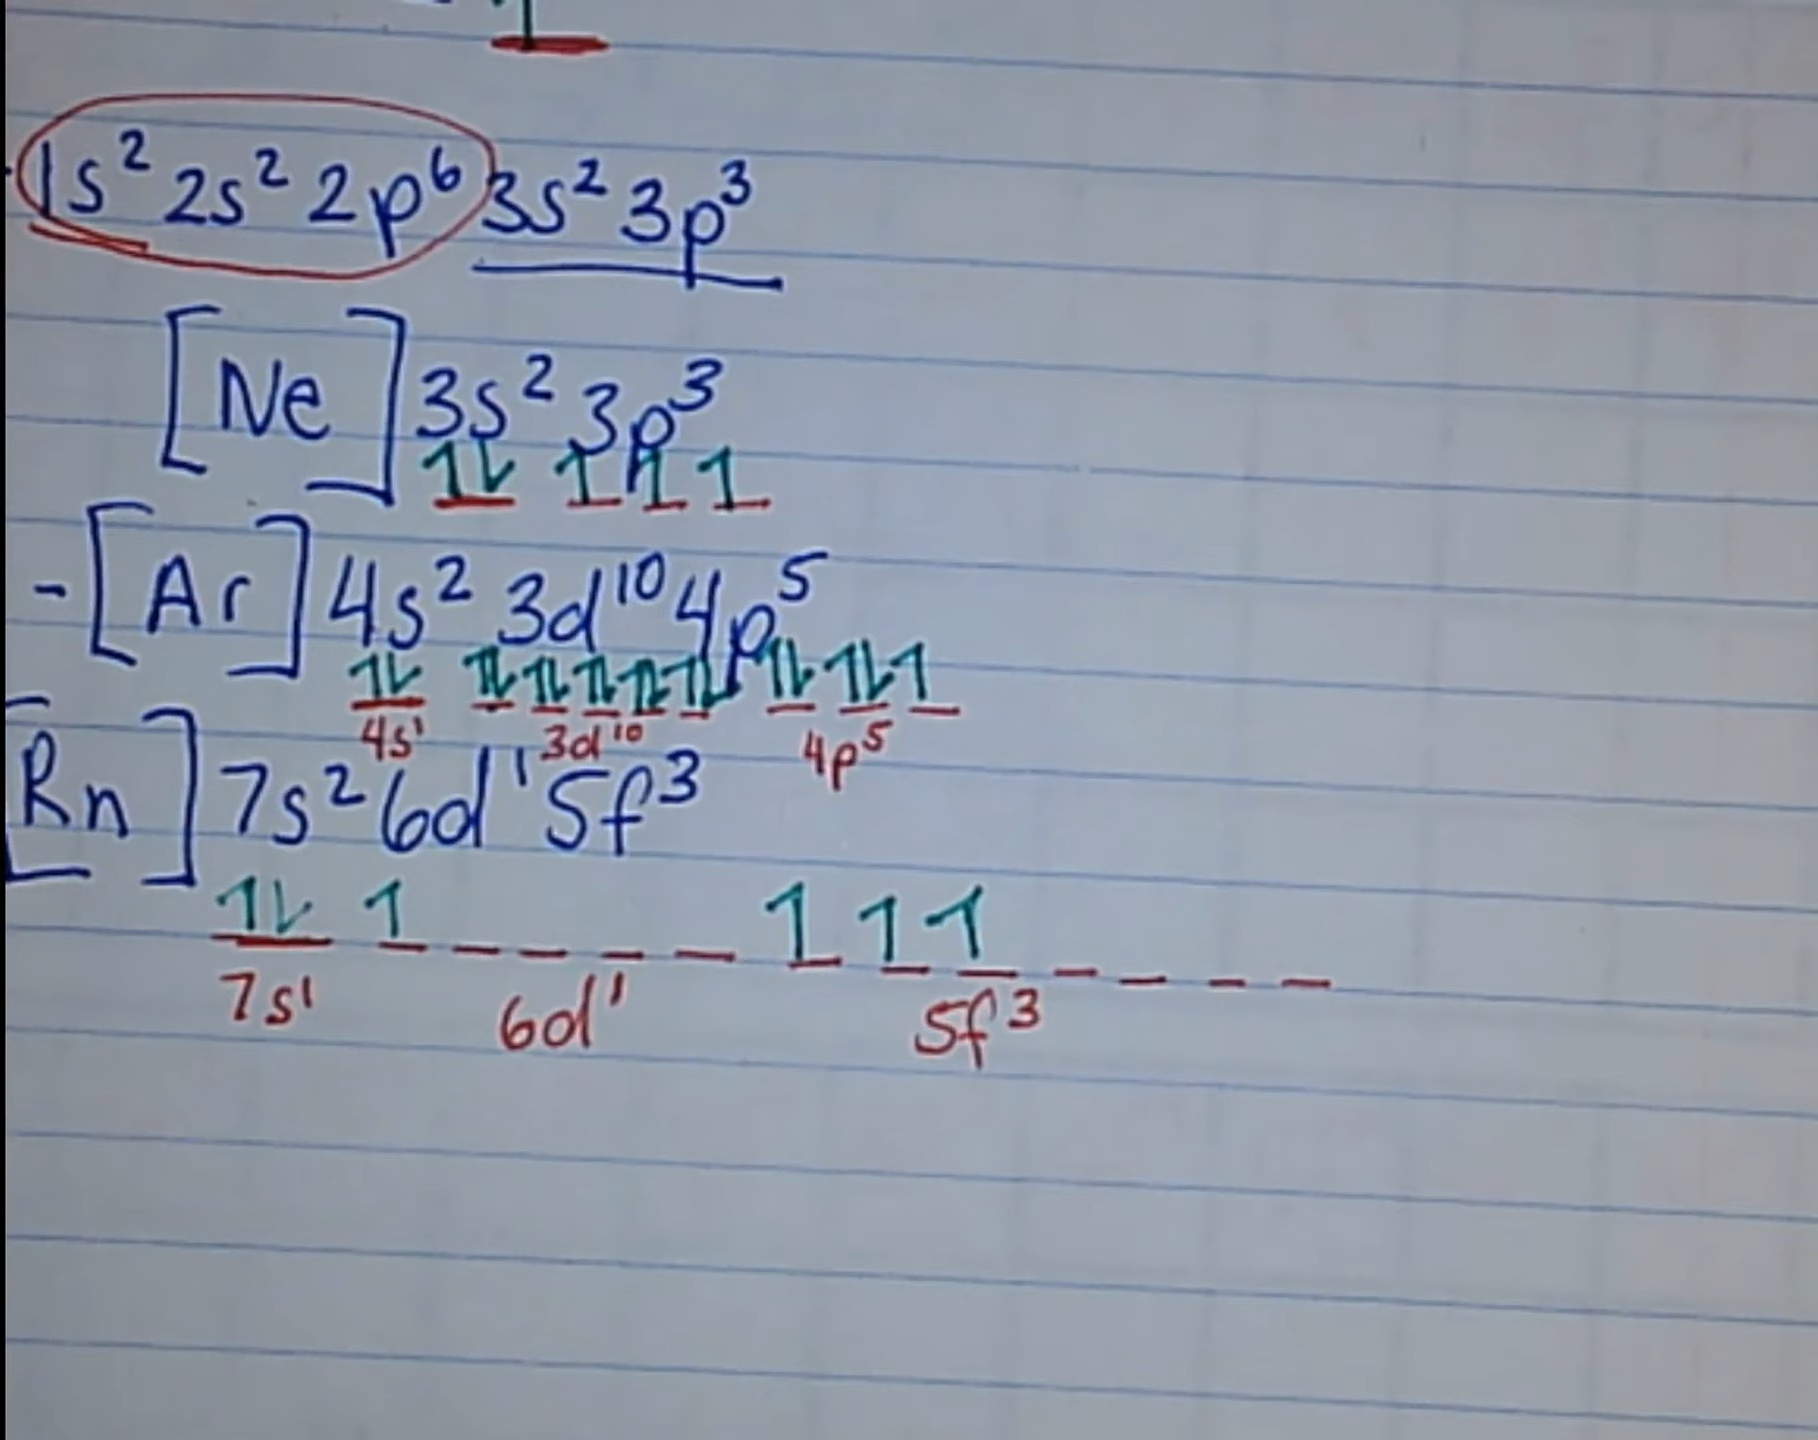 1s² 2s² 2p⁶ 3s² 3p³
[Ne] 3s² 3p³
↿⇂ ↿ ↿ ↿
-[Ar] 4s² 3d¹⁰ 4p⁵
↿⇂ ↿⇂ ↿⇂ ↿⇂ ↿⇂ ↿⇂ ↿⇂ ↿⇂ ↿
4s¹ 3d¹⁰ 4p⁵
[Rn] 7s² 6d¹ 5f³
↿⇂ ↿ _ _ _ _ ↿ ↿ ↿ _ _ _ _
7s¹ 6d¹ 5f³